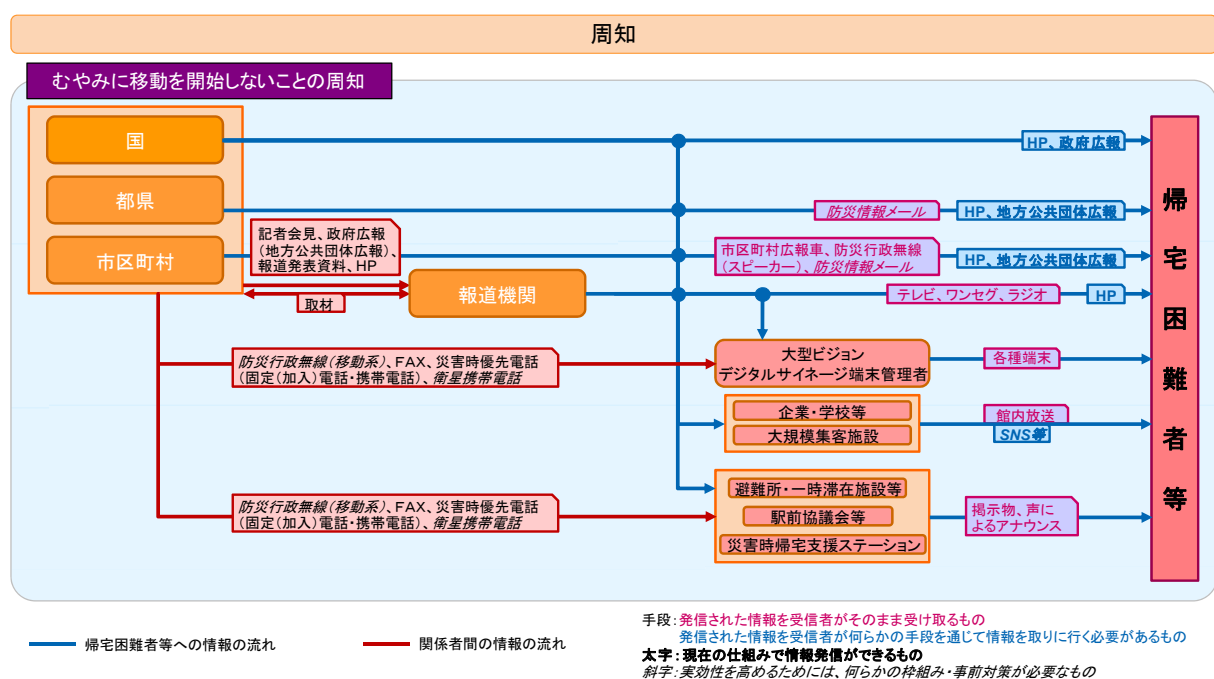 周知
むやみに移動を開始しないことの周知
国
都県
市区町村
記者会見、政府広報
(地方公共団体広報)、
報道発表資料、HP
取材
報道機関
HP、政府広報
防災情報メール
HP、地方公共団体広報
市区町村広報車、防災行政無線
(スピーカー)、防災情報メール
HP、地方公共団体広報
テレビ、ワンセグ、ラジオ
HP
防災行政無線(移動系)、FAX、災害時優先電話
(固定(加入)電話・携帯電話)、衛星携帯電話
大型ビジョン
デジタルサイネージ端末管理者
各種端末
企業・学校等
大規模集客施設
館内放送
SNS等
防災行政無線(移動系)、FAX、災害時優先電話
(固定(加入)電話・携帯電話)、衛星携帯電話
避難所・一時滞在施設等
駅前協議会等
災害時帰宅支援ステーション
掲示物、声に
よるアナウンス
帰宅困難者等
帰宅困難者等への情報の流れ
関係者間の情報の流れ
手段:発信された情報を受信者がそのまま受け取るもの
発信された情報を受信者が何らかの手段を通じて情報を取りに行く必要があるもの
太字:現在の仕組みで情報発信ができるもの
斜字:実効性を高めるためには、何らかの枠組み・事前対策が必要なもの